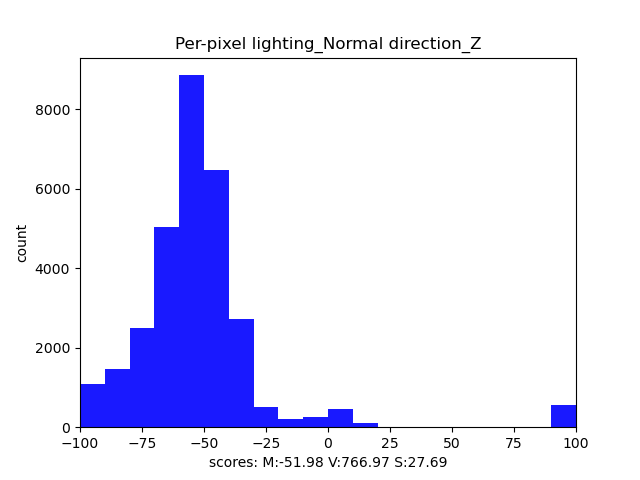 Per-pixel lighting_Normal direction_Z
count
8000
6000
4000
2000
0
−100 −75 −50 −25 0 25 50 75 100
scores: M:-51.98 V:766.97 S:27.69